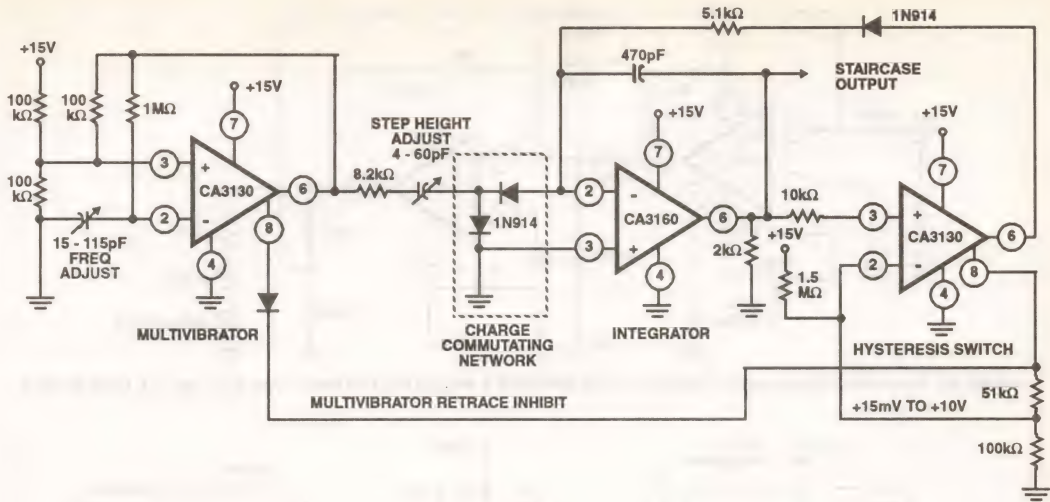 5.1kΩ
1N914
+15V
470pF
STAIRCASE
OUTPUT
100
kΩ
100
kΩ
1MΩ
+15V
7
STEP HEIGHT
ADJUST
4 - 60pF
+15V
7
+15V
7
3
+
CA3130
6
8.2kΩ
2
-
CA3160
6
10kΩ
3
+
CA3130
6
100
kΩ
2
-
8
1N914
3
+
2kΩ
+15V
2
-
8
15 - 115pF
FREQ
ADJUST
4
4
1.5
MΩ
4
MULTIVIBRATOR
CHARGE
COMMUTATING
NETWORK
INTEGRATOR
HYSTERESIS SWITCH
MULTIVIBRATOR RETRACE INHIBIT
+15mV TO +10V
51kΩ
100kΩ